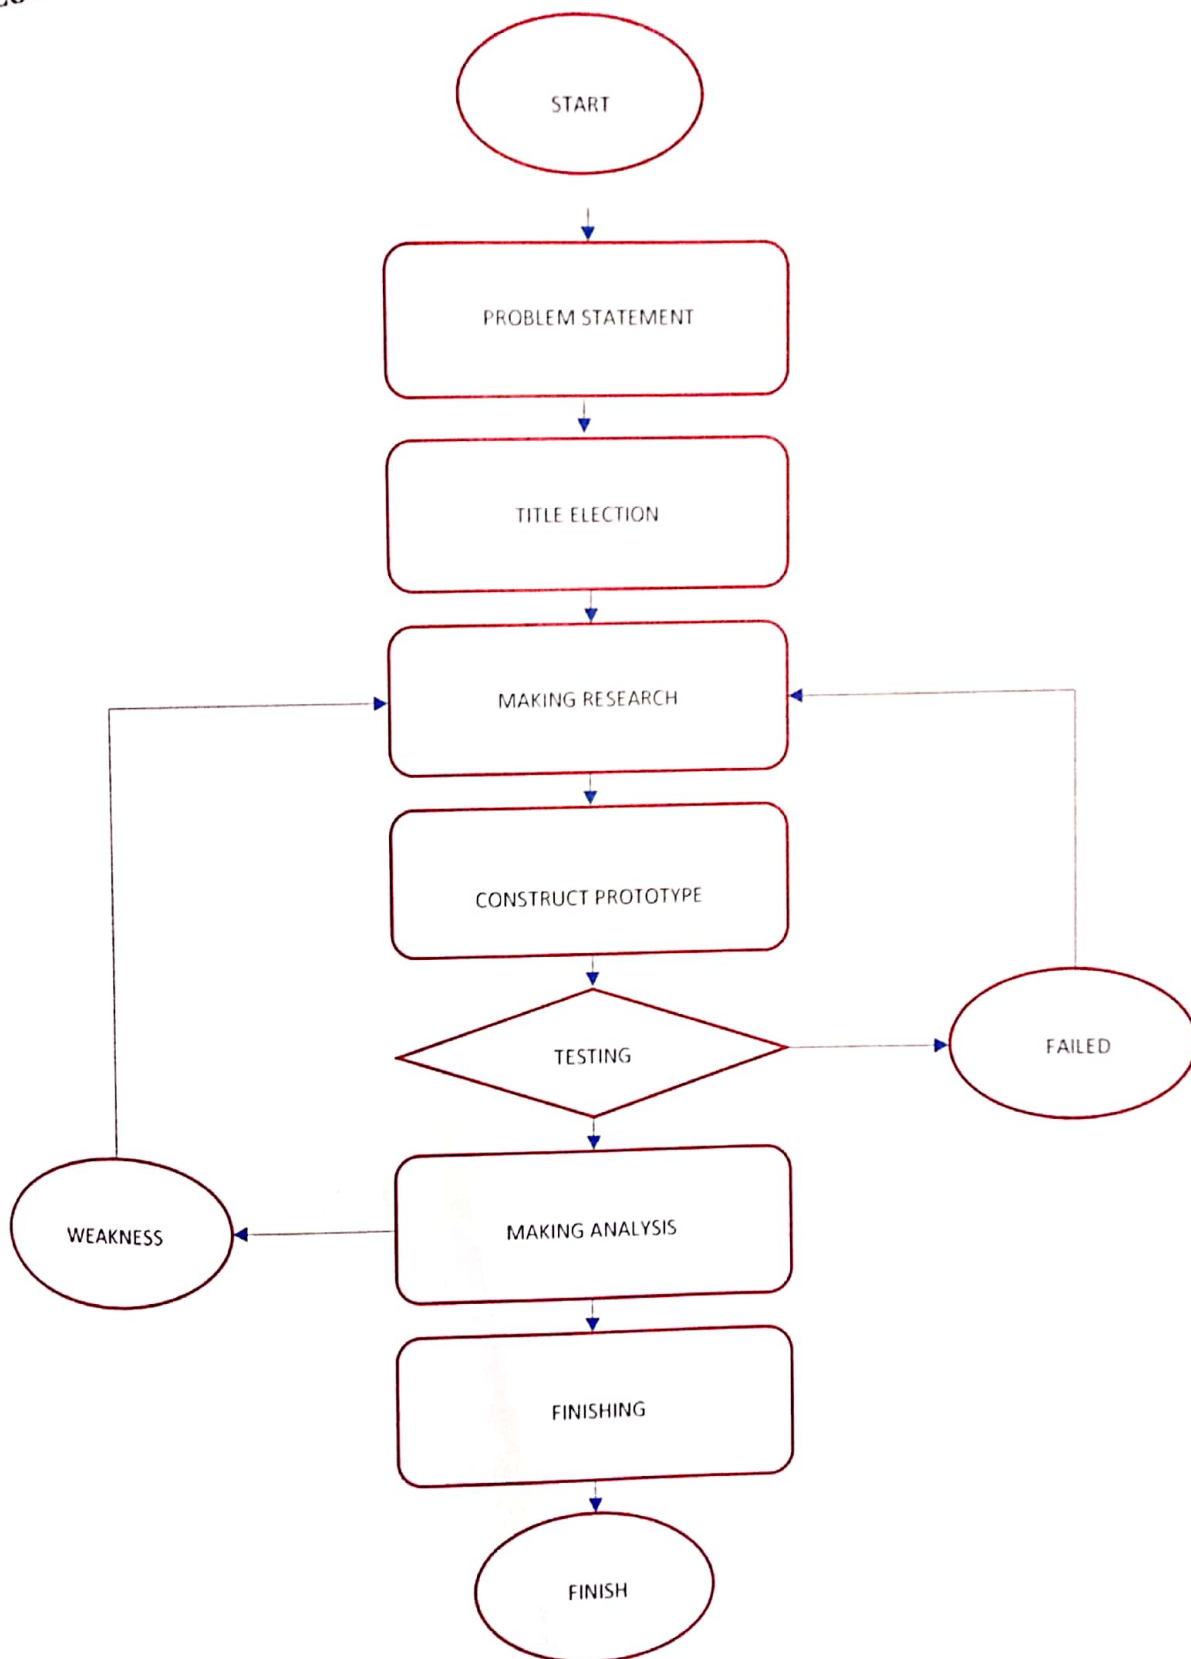 START
PROBLEM STATEMENT
TITLE ELECTION
MAKING RESEARCH
CONSTRUCT PROTOTYPE
TESTING
FAILED
MAKING ANALYSIS
WEAKNESS
FINISHING
FINISH